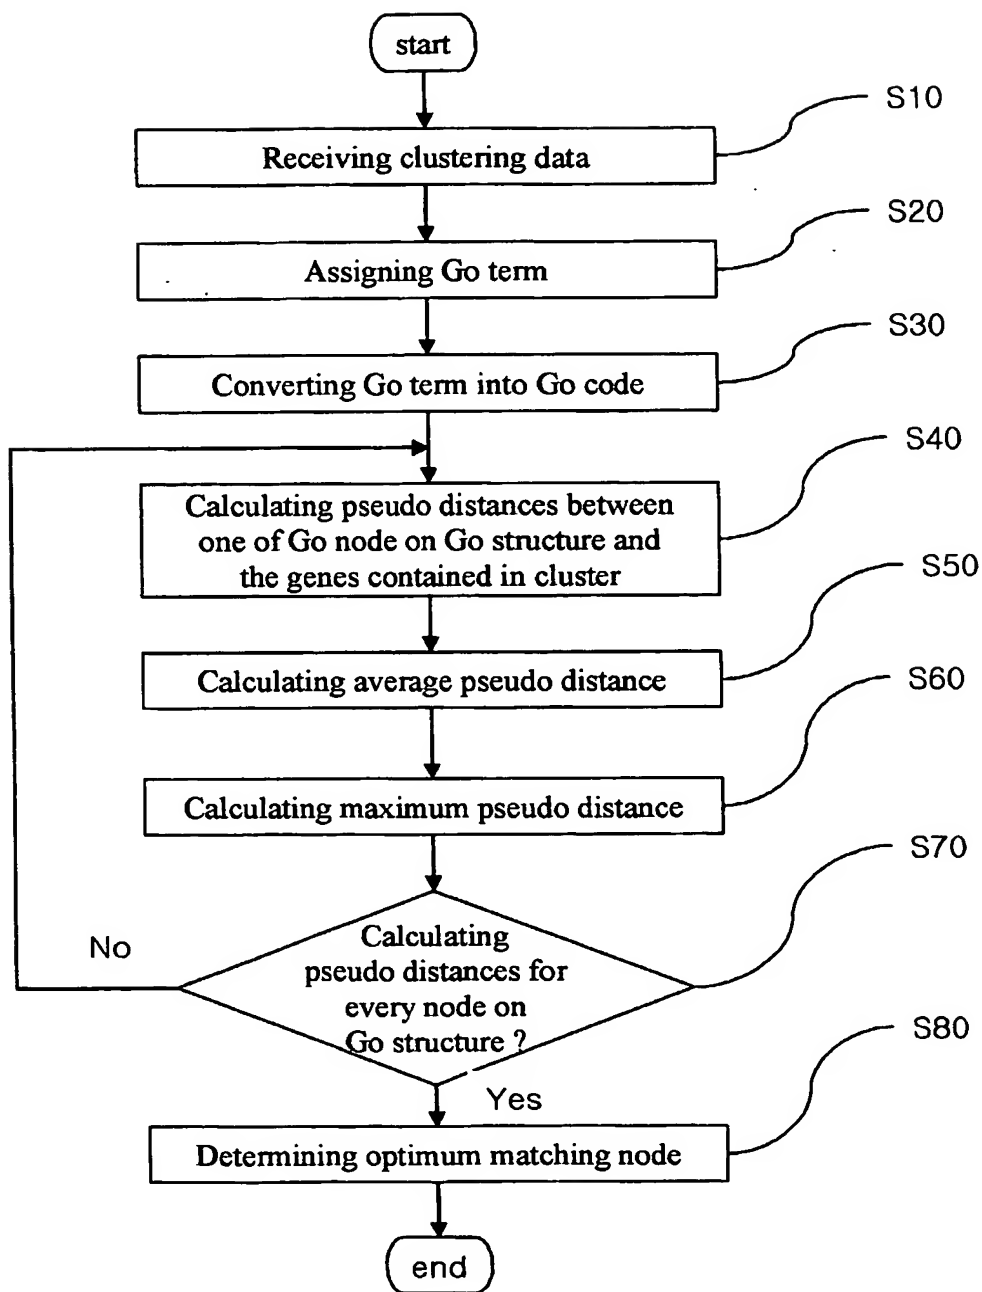 start
S10
Receiving clustering data
S20
Assigning Go term
S30
Converting Go term into Go code
S40
Calculating pseudo distances between
one of Go node on Go structure and
the genes contained in cluster
S50
Calculating average pseudo distance
S60
Calculating maximum pseudo distance
S70
No
Calculating
pseudo distances for
every node on
Go structure ?
S80
Yes
Determining optimum matching node
end